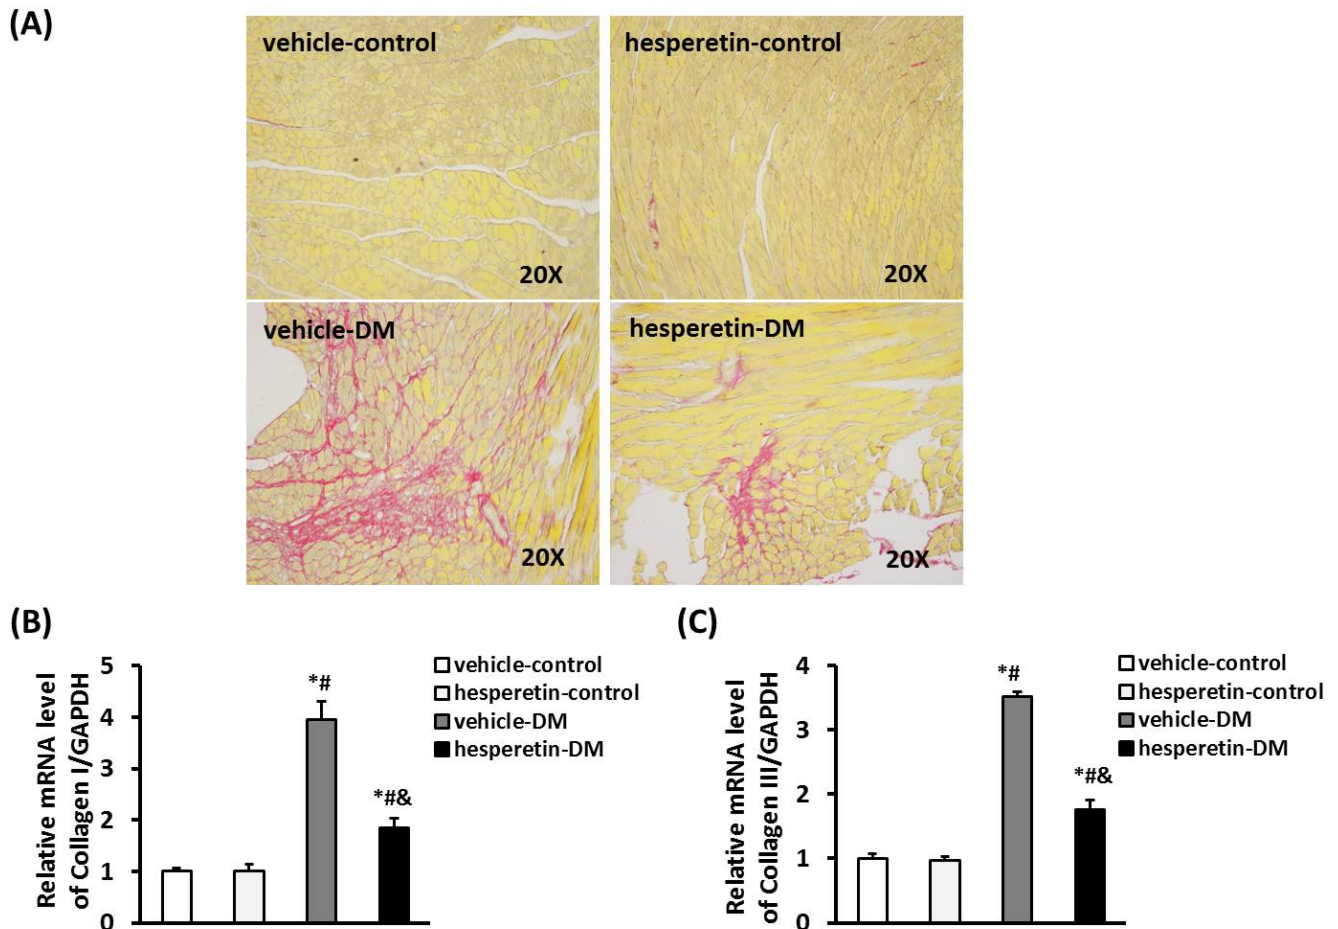 (A)
vehicle-control
hesperetin-control
20X
20X
vehicle-DM
hesperetin-DM
20X
20X
(B)
Relative mRNA level
of Collagen I/GAPDH
5
4
3
2
1
0
*#
*#&
vehicle-control
hesperetin-control
vehicle-DM
hesperetin-DM
(C)
Relative mRNA level
of Collagen III/GAPDH
4
3
2
1
0
*#
*#&
vehicle-control
hesperetin-control
vehicle-DM
hesperetin-DM